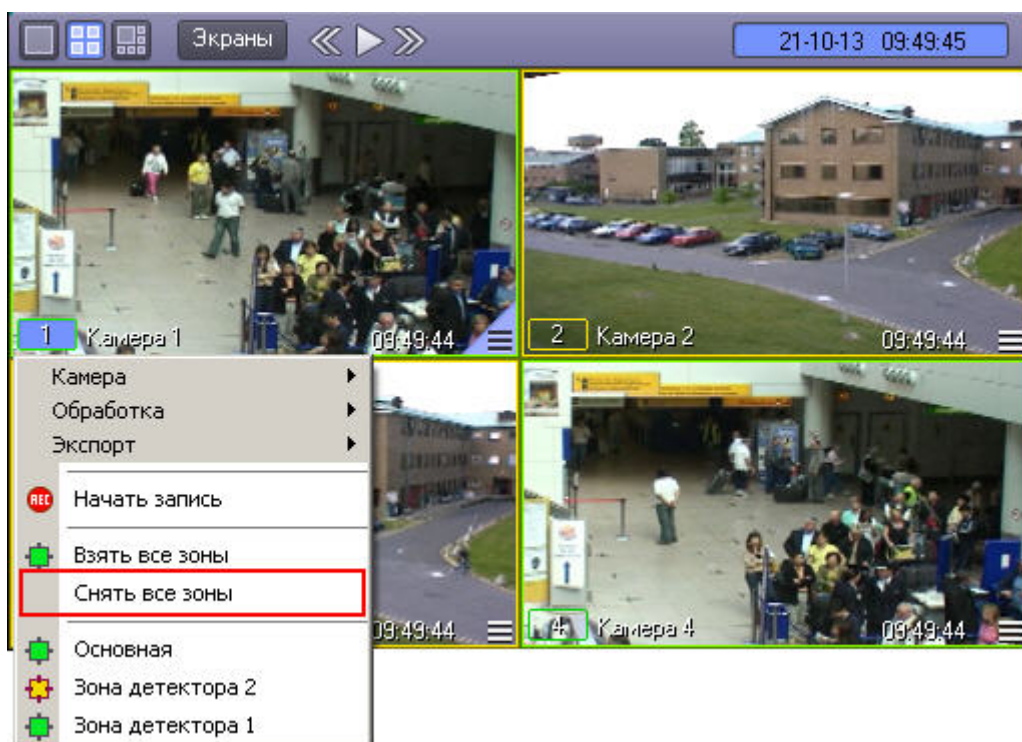 Экраны
21-10-13 09:49:45
1 Камера 1 09:49:44
2 Камера 2 09:49:44
Камера
Обработка
Экспорт
REC Начать запись
Взять все зоны
Снять все зоны
09:49:44
4 Камера 4 09:49:44
Основная
Зона детектора 2
Зона детектора 1